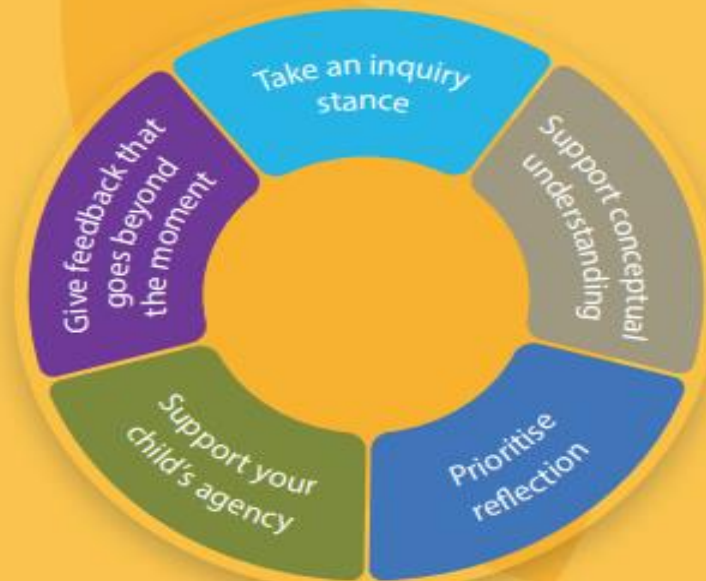 Take an inquiry
stance
Support conceptual
understanding
Prioritise
reflection
Support your
child's agency
Give feedback that
goes beyond
the moment